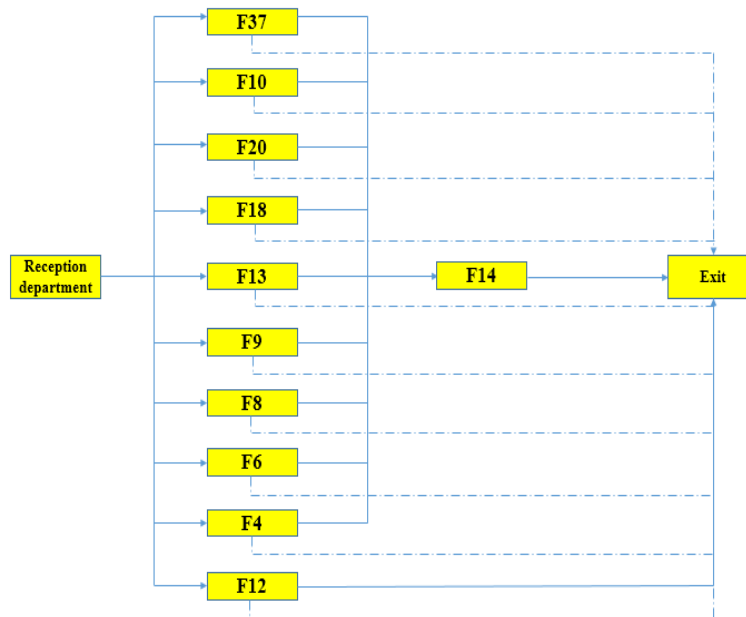 F37
F10
F20
F18
Reception
department
F13
F14
Exit
F9
F8
F6
F4
F12